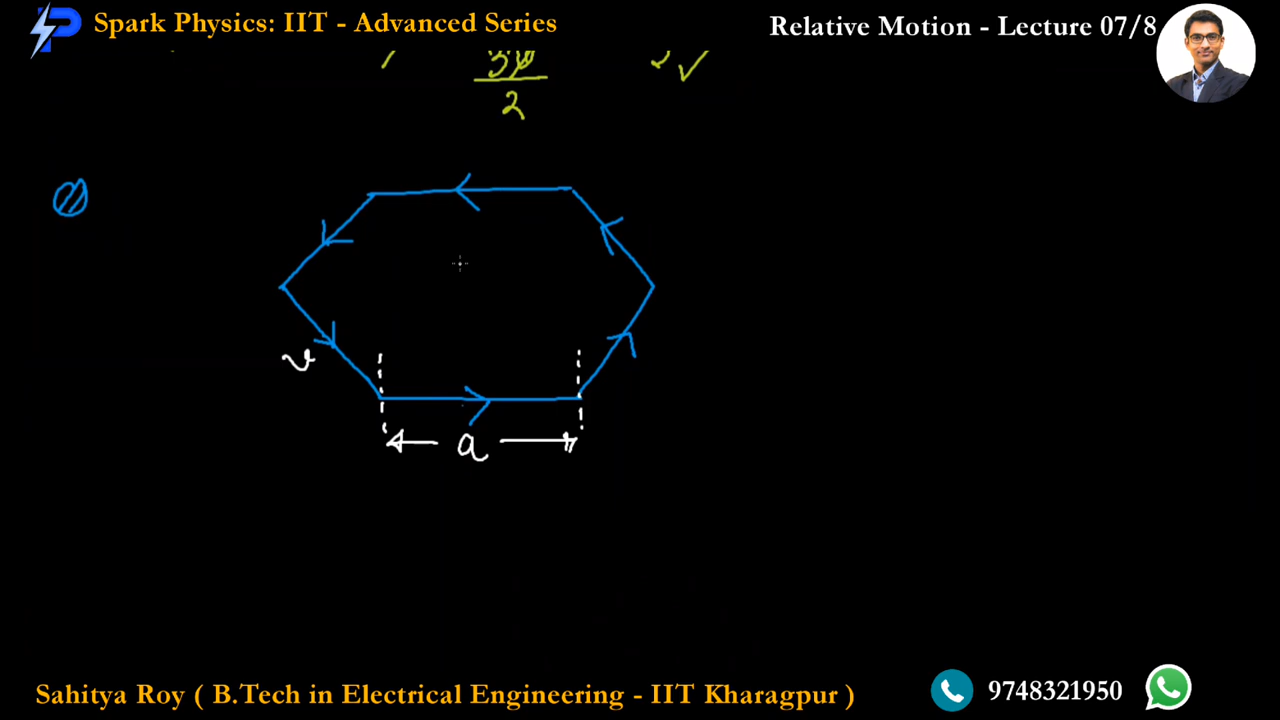 Spark Physics: IIT - Advanced Series
Relative Motion - Lecture 07/8
2
v
a
Sahitya Roy ( B.Tech in Electrical Engineering - IIT Kharagpur )
9748321950